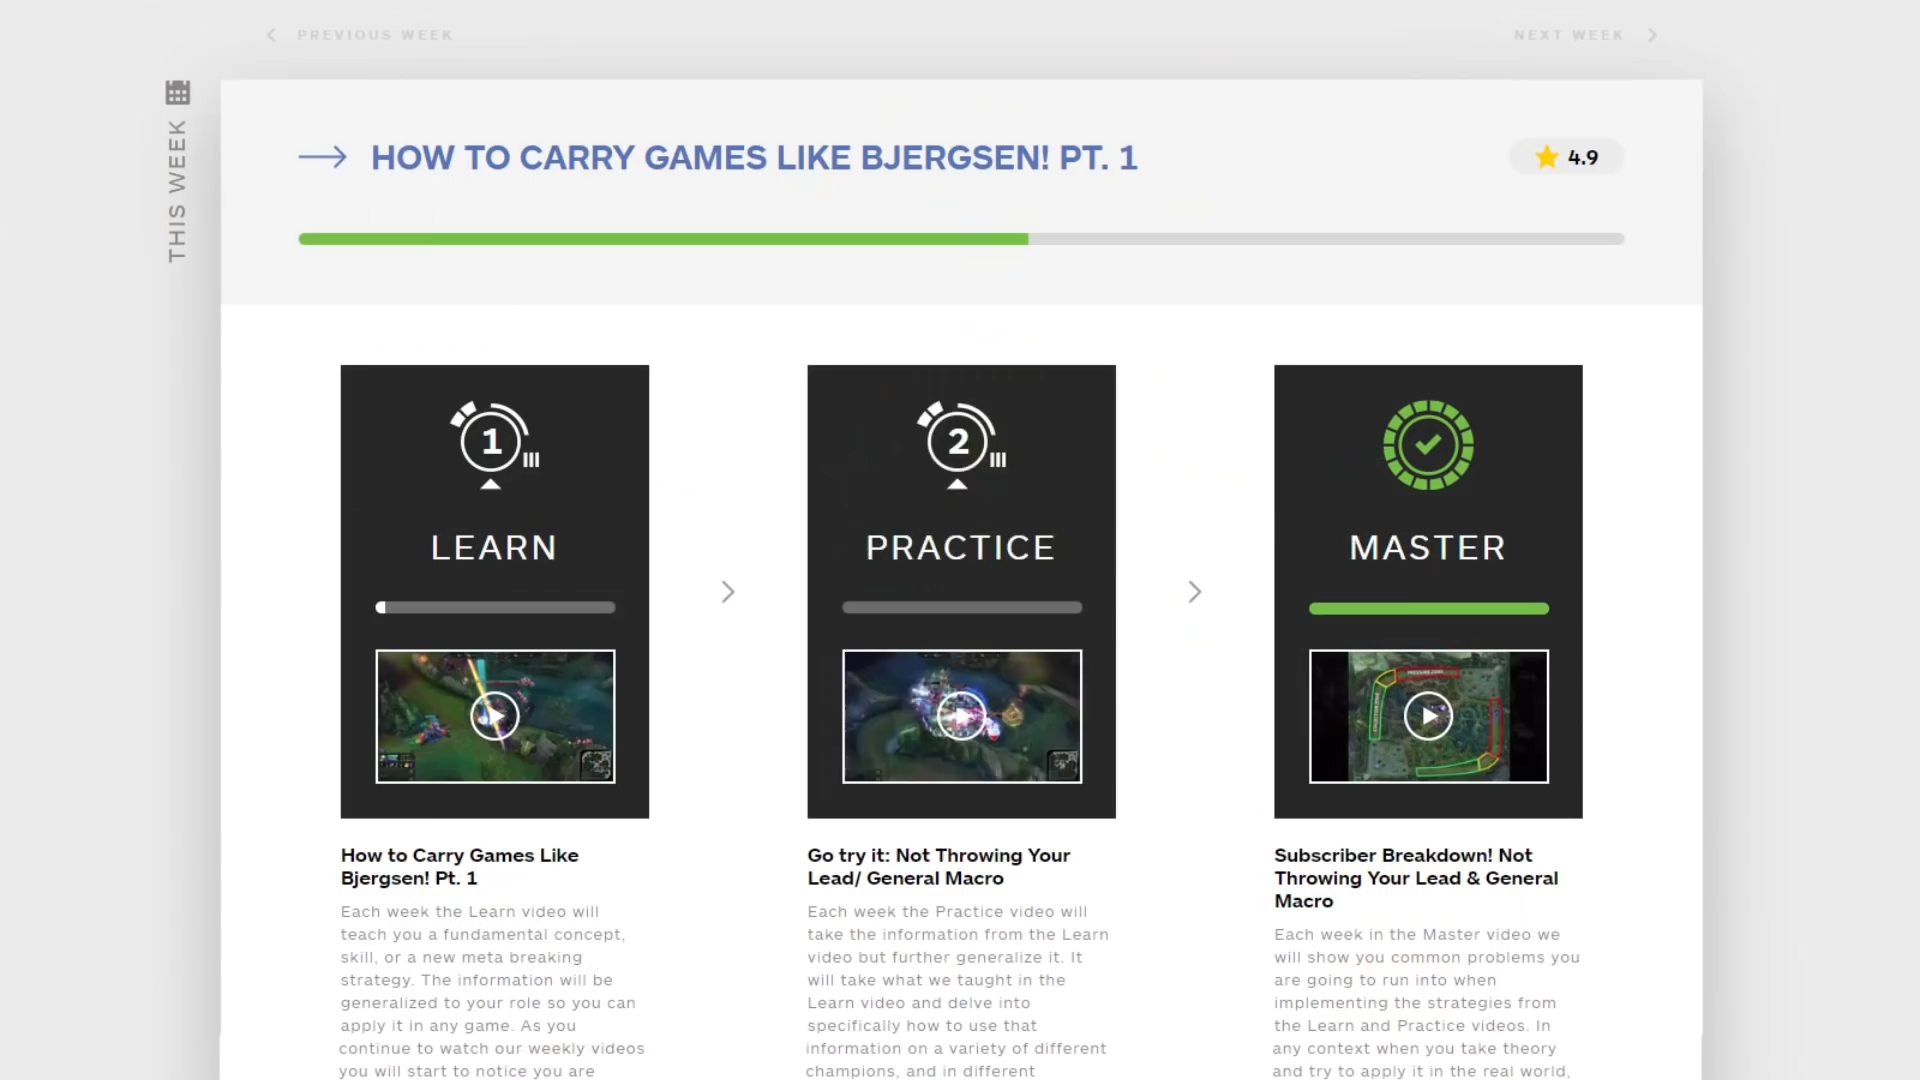 PREVIOUS WEEK
NEXT WEEK
THIS WEEK
HOW TO CARRY GAMES LIKE BJERGSEN! PT. 1
4.9
1
LEARN
How to Carry Games Like
Bjergsen! Pt. 1
Each week the Learn video will
teach you a fundamental concept,
skill, or a new meta breaking
strategy. The information will be
generalized to your role so you can
apply it in any game. As you
continue to watch our weekly videos
you will start to notice you are
2
PRACTICE
Go try it: Not Throwing Your
Lead/ General Macro
Each week the Practice video will
take the information from the Learn
video but further generalize it. It
will take what we taught in the
Learn video and delve into
specifically how to use that
information on a variety of different
champions, and in different
MASTER
Subscriber Breakdown! Not
Throwing Your Lead & General
Macro
Each week in the Master video we
will show you common problems you
are going to run into when
implementing the strategies from
the Learn and Practice videos. In
any context when you take theory
and try to apply it in the real world,